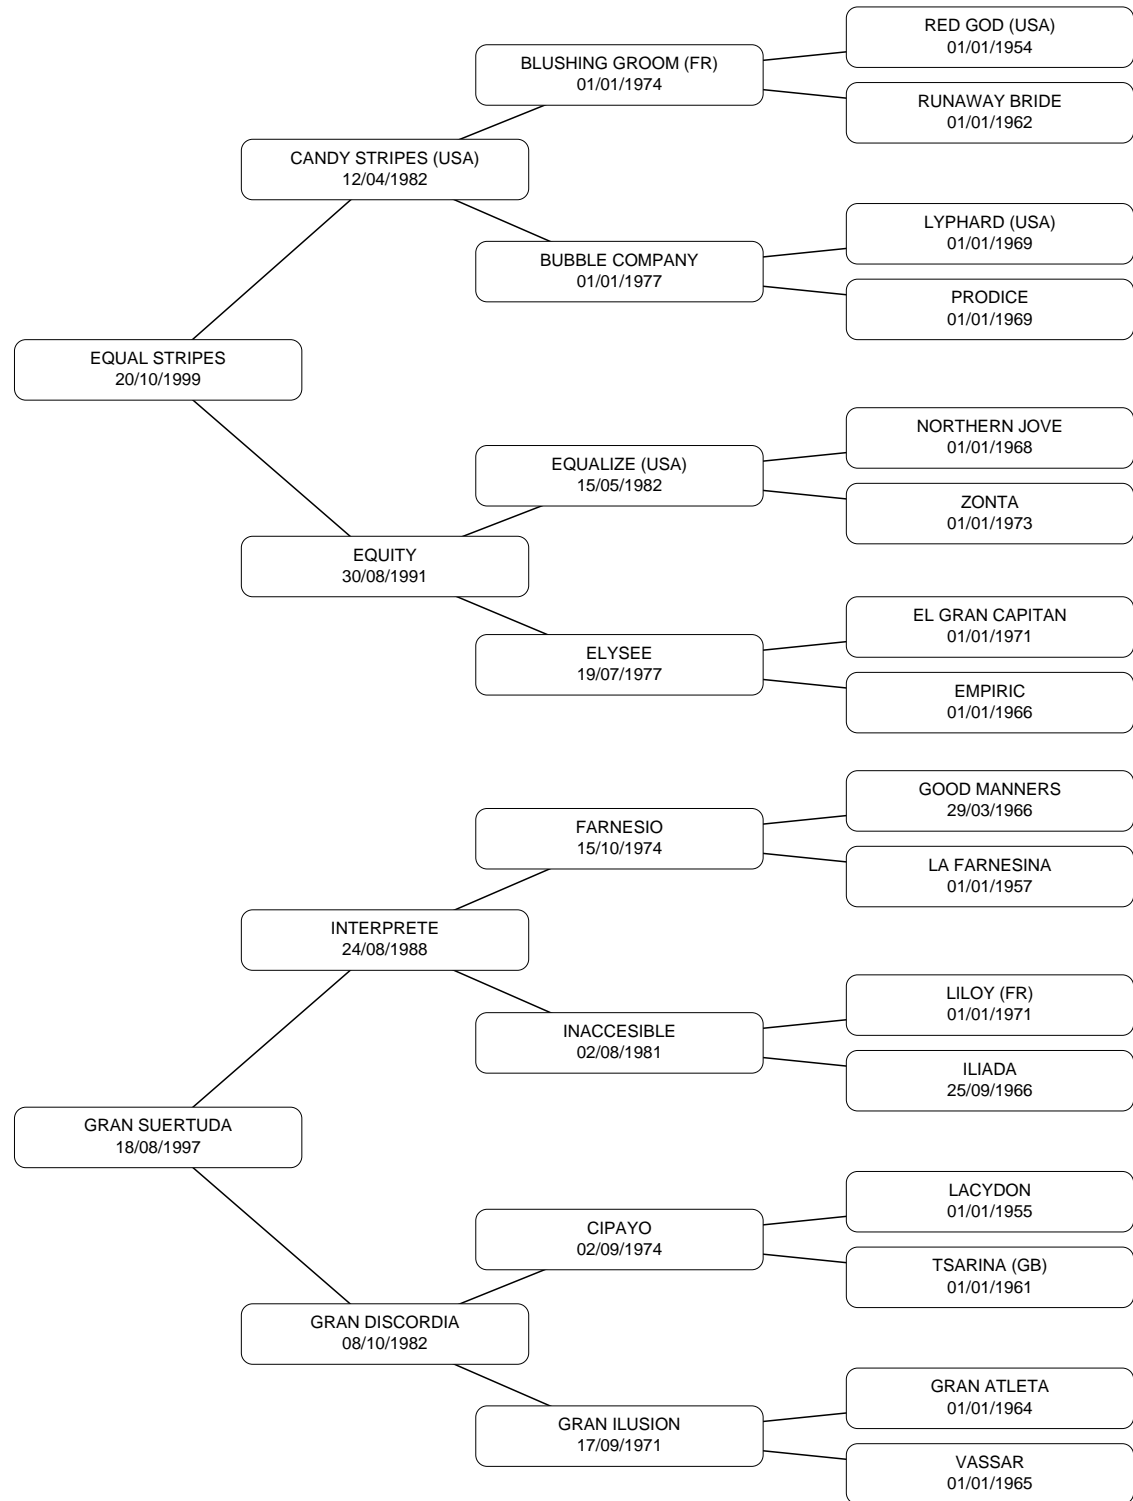 RED GOD (USA)
01/01/1954
BLUSHING GROOM (FR)
01/01/1974
RUNAWAY BRIDE
01/01/1962
CANDY STRIPES (USA)
12/04/1982
LYPHARD (USA)
01/01/1969
BUBBLE COMPANY
01/01/1977
PRODICE
01/01/1969
EQUAL STRIPES
20/10/1999
NORTHERN JOVE
01/01/1968
EQUALIZE (USA)
15/05/1982
ZONTA
01/01/1973
EQUITY
30/08/1991
EL GRAN CAPITAN
01/01/1971
ELYSEE
19/07/1977
EMPIRIC
01/01/1966
GOOD MANNERS
29/03/1966
FARNESIO
15/10/1974
LA FARNESINA
01/01/1957
INTERPRETE
24/08/1988
LILOY (FR)
01/01/1971
INACCESIBLE
02/08/1981
ILIADA
25/09/1966
GRAN SUERTUDA
18/08/1997
LACYDON
01/01/1955
CIPAYO
02/09/1974
TSARINA (GB)
01/01/1961
GRAN DISCORDIA
08/10/1982
GRAN ATLETA
01/01/1964
GRAN ILUSION
17/09/1971
VASSAR
01/01/1965